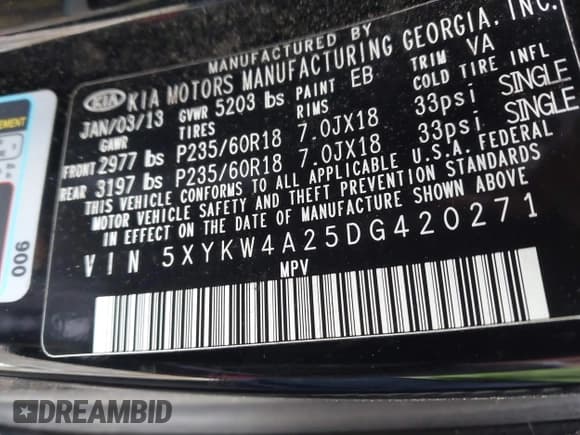 MANUFACTURED BY
KIA KIA MOTORS MANUFACTURING GEORGIA, INC.
JAN/03/13 GVWR 5203 lbs PAINT EB TRIM VA
GAWR TIRES RIMS COLD TIRE INFL
FRONT 2977 lbs P235/60R18 7.0JX18 33psi SINGLE
REAR 3197 lbs P235/60R18 7.0JX18 33psi SINGLE
THIS VEHICLE CONFORMS TO ALL APPLICABLE U.S.A. FEDERAL
MOTOR VEHICLE SAFETY AND THEFT PREVENTION STANDARDS
IN EFFECT ON THE DATE OF MANUFACTURE SHOWN ABOVE
VIN 5XYKW4A25DG420271
MPV
006
DREAMBID